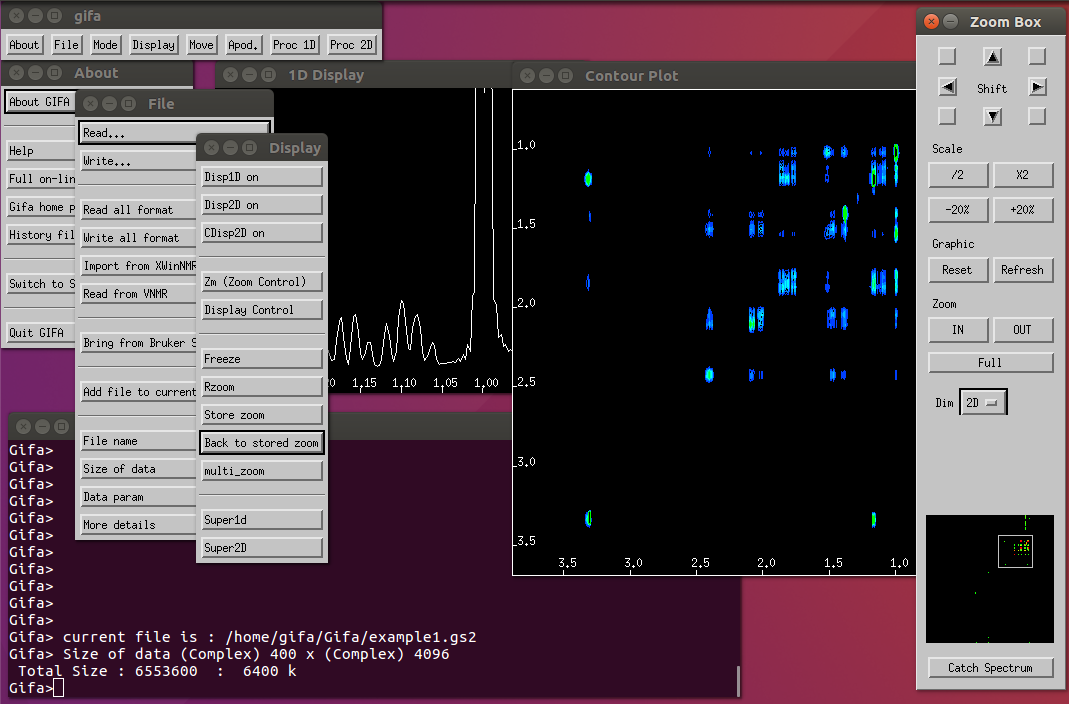 gifa
About File Mode Display Move Apod. Proc 1D Proc 2D
About
About GIFA
Help
Full on-lin
Gifa home p
History fil
Switch to S
Quit GIFA
File
Read...
Write...
Read all format
Write all format
Import from XWinNMR
Read from VNMR
Bring from Bruker S
Add file to current
File name
Size of data
Data param
More details
Display
Disp1D on
Disp2D on
CDisp2D on
Zm (Zoom Control)
Display Control
Freeze
Rzoom
Store zoom
Back to stored zoom
multi_zoom
Super1d
Super2D
1D Display
20 1,15 1,10 1,05 1,00
Contour Plot
1.0
1.5
2.0
2.5
3.0
3.5
3.5 3.0 2.5 2.0 1.5 1.0
Zoom Box
Shift
Scale
/2 X2
-20% +20%
Graphic
Reset Refresh
Zoom
IN OUT
Full
Dim 2D
Catch Spectrum
Gifa>
Gifa>
Gifa>
Gifa>
Gifa>
Gifa>
Gifa>
Gifa>
Gifa>
Gifa>
Gifa>
Gifa> current file is : /home/gifa/Gifa/example1.gs2
Gifa> Size of data (Complex) 400 x (Complex) 4096
Total Size : 6553600 : 6400 k
Gifa>